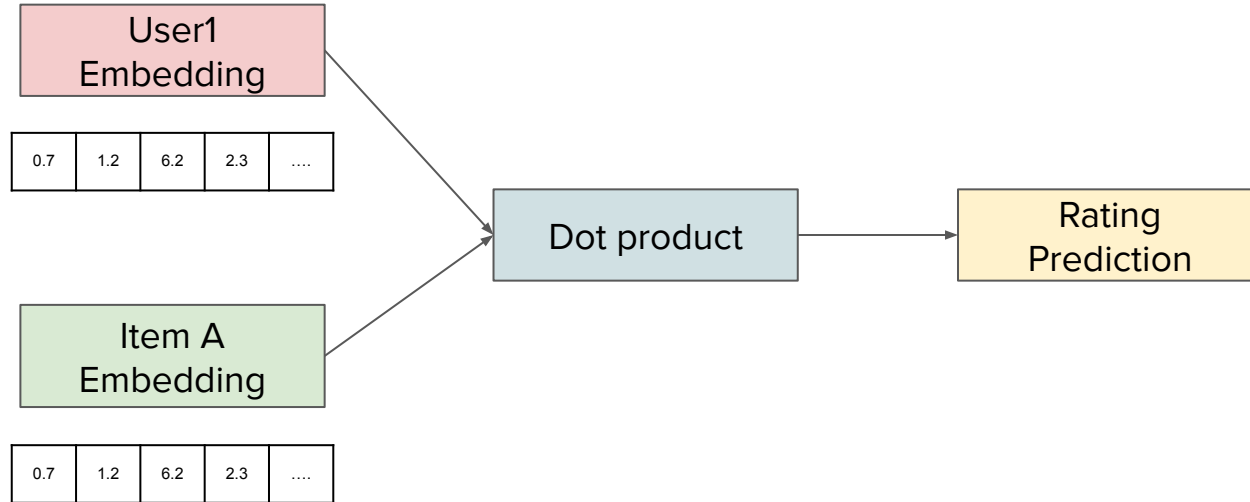 User1
Embedding
0.7 1.2 6.2 2.3 ....
Dot product
Rating
Prediction
Item A
Embedding
0.7 1.2 6.2 2.3 ....